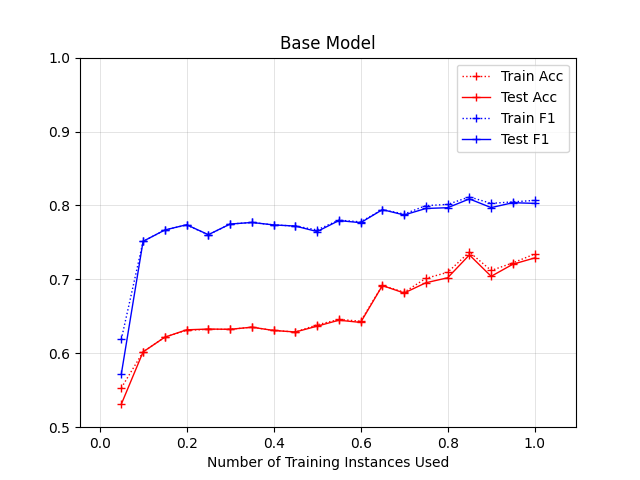 Base Model
1.0
0.9
0.8
0.7
0.6
0.5
Train Acc
Test Acc
Train F1
Test F1
0.0 0.2 0.4 0.6 0.8 1.0
Number of Training Instances Used